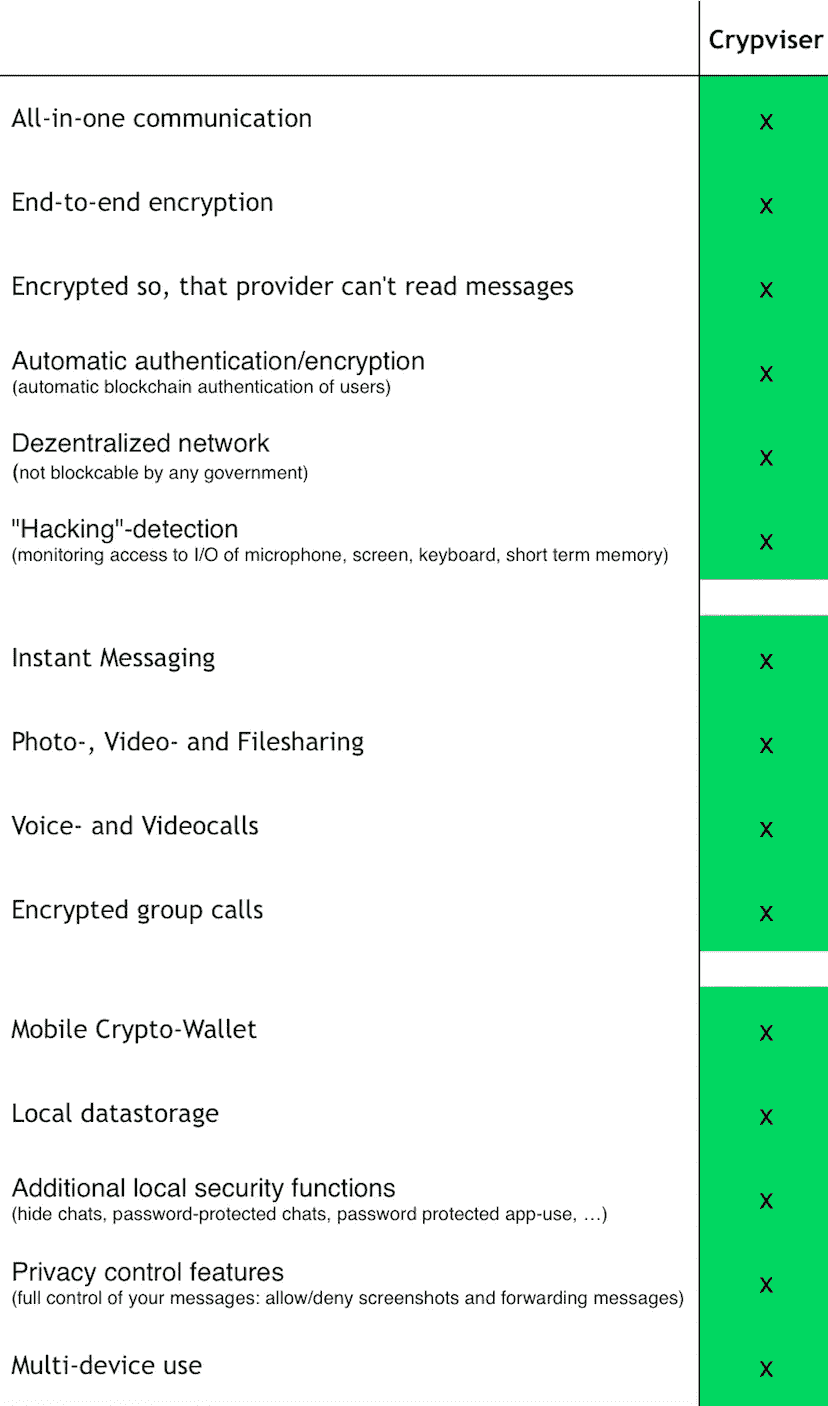 Crypviser
All-in-one communication x
End-to-end encryption x
Encrypted so, that provider can't read messages x
Automatic authentication/encryption x
(automatic blockchain authentication of users)
Dezentralized network x
(not blockcable by any government)
"Hacking"-detection x
(monitoring access to I/O of microphone, screen, keyboard, short term memory)
Instant Messaging x
Photo-, Video- and Filesharing x
Voice- and Videocalls x
Encrypted group calls x
Mobile Crypto-Wallet x
Local datastorage x
Additional local security functions x
(hide chats, password-protected chats, password protected app-use, …)
Privacy control features x
(full control of your messages: allow/deny screenshots and forwarding messages)
Multi-device use x